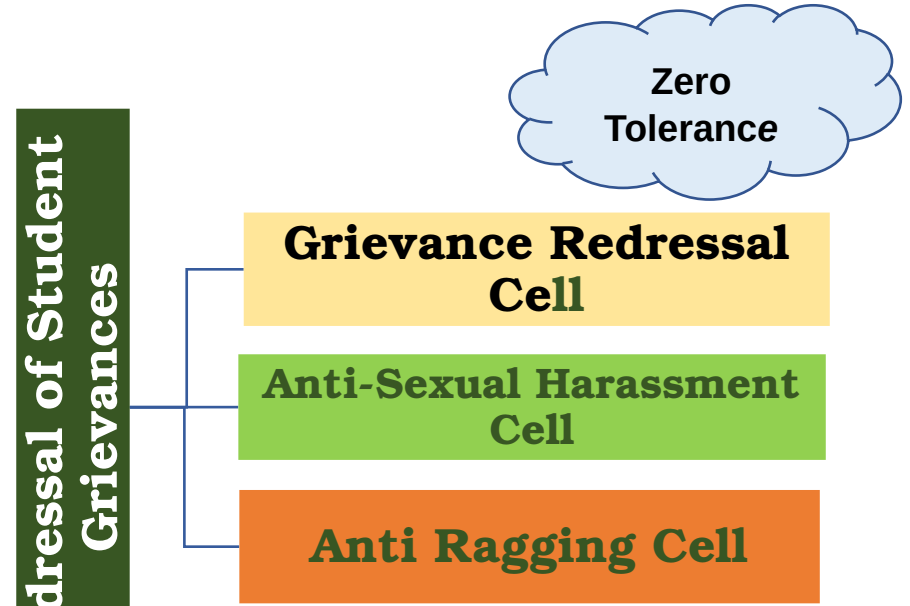 Zero
Tolerance
Grievance Redressal
Cell
Anti-Sexual Harassment
Cell
Anti Ragging Cell
dressal of Student
Grievances